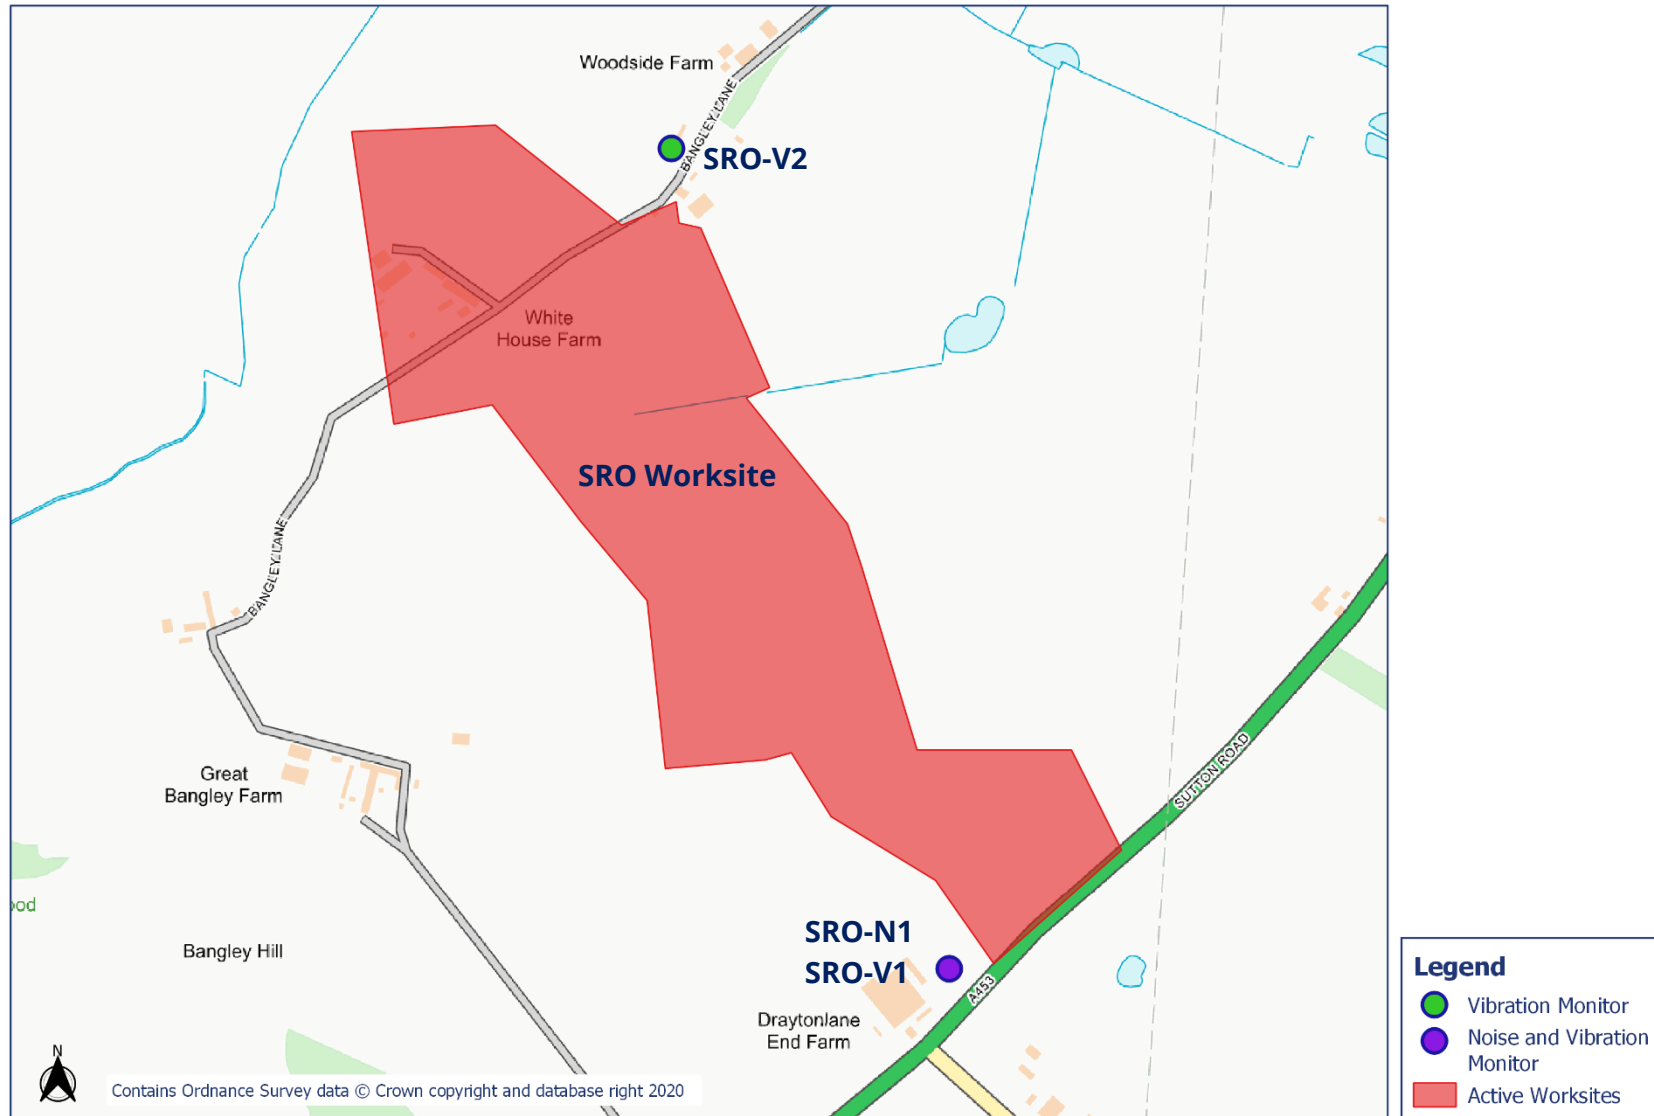 Woodside Farm
BANGLEY LANE
SRO-V2
White
House Farm
SRO Worksite
BANGLEY LANE
SUTTON ROAD
Great
Bangley Farm
ood
Bangley Hill
SRO-N1
SRO-V1
A453
Draytonlane
End Farm
N
Contains Ordnance Survey data © Crown copyright and database right 2020
Legend
Vibration Monitor
Noise and Vibration
Monitor
Active Worksites